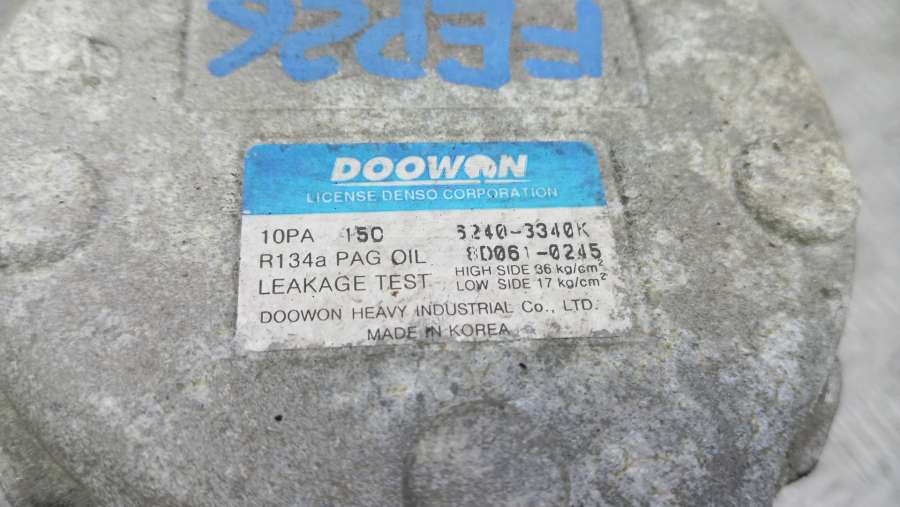 FEP26
DOOWON
LICENSE DENSO CORPORATION
10PA 15C 6240-3340K
R134a PAG OIL 8D061-0245
LEAKAGE TEST HIGH SIDE 36 kg/cm²
LOW SIDE 17 kg/cm²
DOOWON HEAVY INDUSTRIAL Co., LTD.
MADE IN KOREA